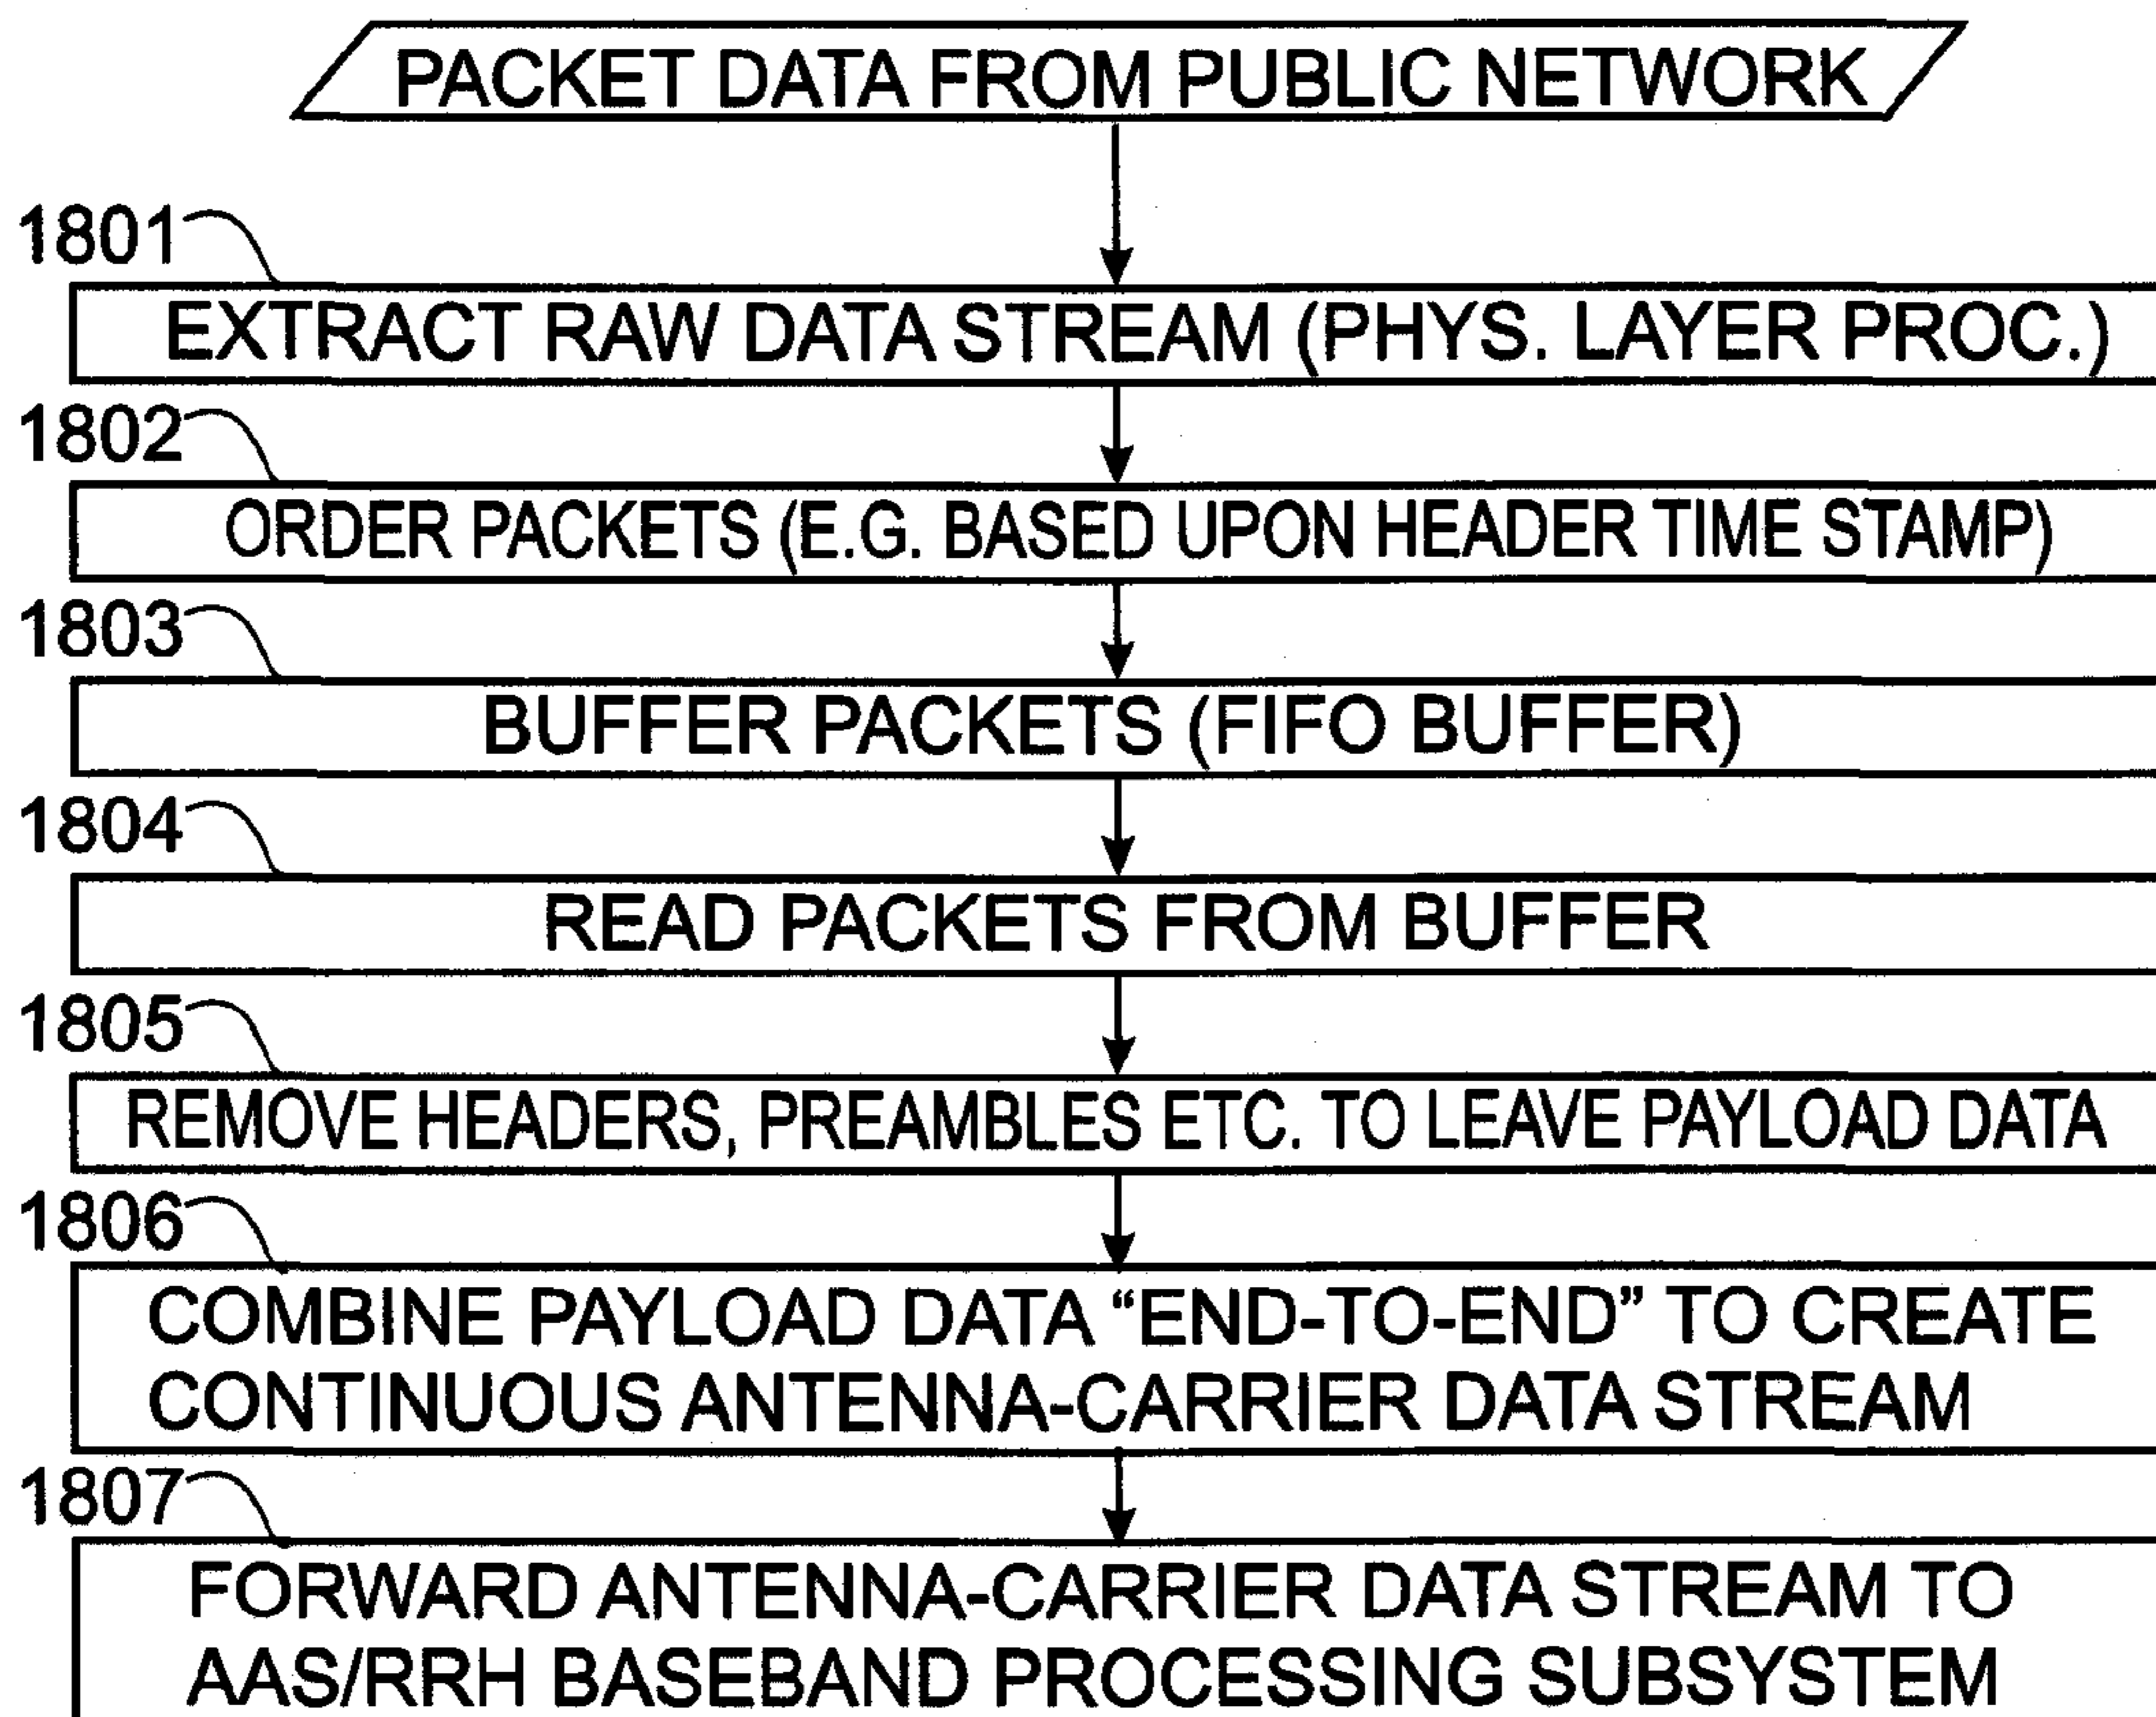 PACKET DATA FROM PUBLIC NETWORK
1801
EXTRACT RAW DATA STREAM (PHYS. LAYER PROC.)
1802
ORDER PACKETS (E.G. BASED UPON HEADER TIME STAMP)
1803
BUFFER PACKETS (FIFO BUFFER)
1804
READ PACKETS FROM BUFFER
1805
REMOVE HEADERS, PREAMBLES ETC. TO LEAVE PAYLOAD DATA
1806
COMBINE PAYLOAD DATA “END-TO-END” TO CREATE
CONTINUOUS ANTENNA-CARRIER DATA STREAM
1807
FORWARD ANTENNA-CARRIER DATA STREAM TO
AAS/RRH BASEBAND PROCESSING SUBSYSTEM